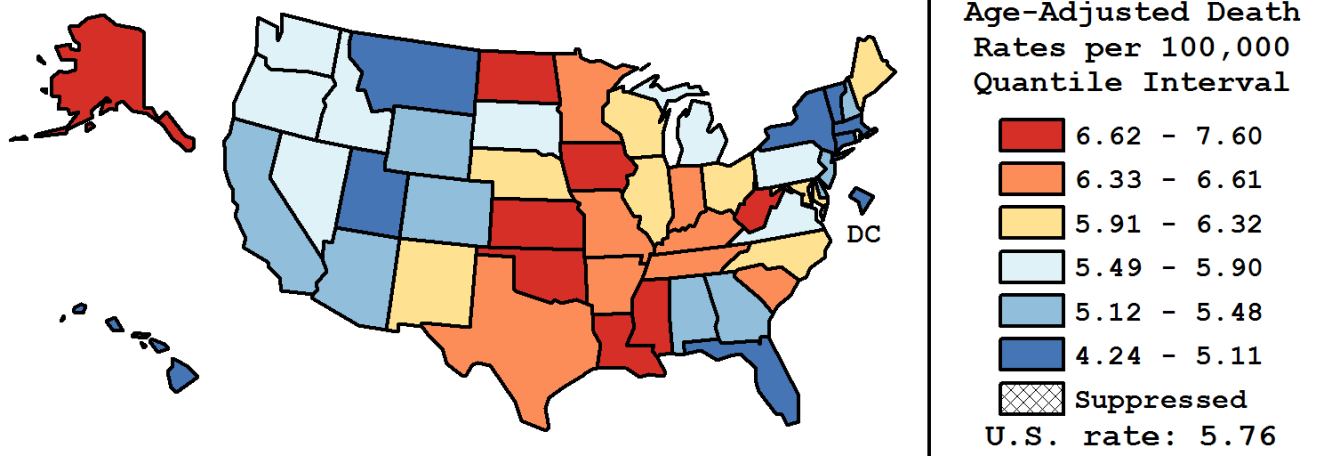 DC
Age-Adjusted Death
Rates per 100,000
Quantile Interval
6.62 - 7.60
6.33 - 6.61
5.91 - 6.32
5.49 - 5.90
5.12 - 5.48
4.24 - 5.11
Suppressed
U.S. rate: 5.76